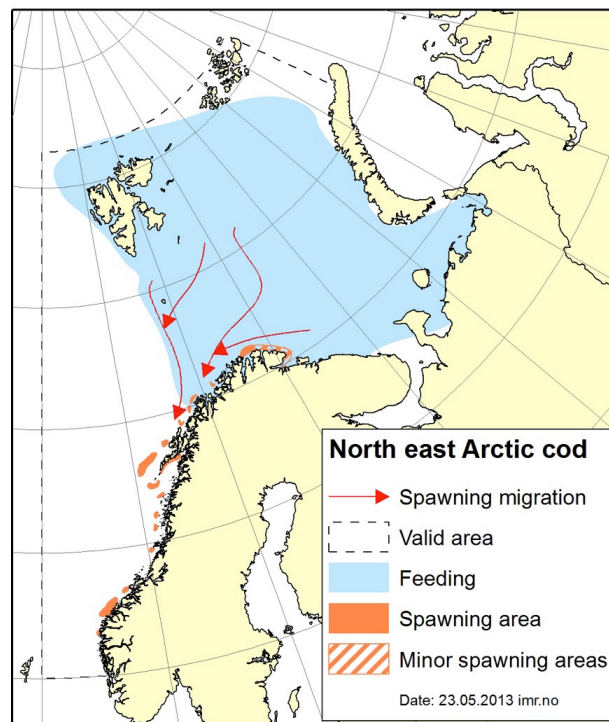 North east Arctic cod
Spawning migration
Valid area
Feeding
Spawning area
Minor spawning areas
Date: 23.05.2013 imr.no